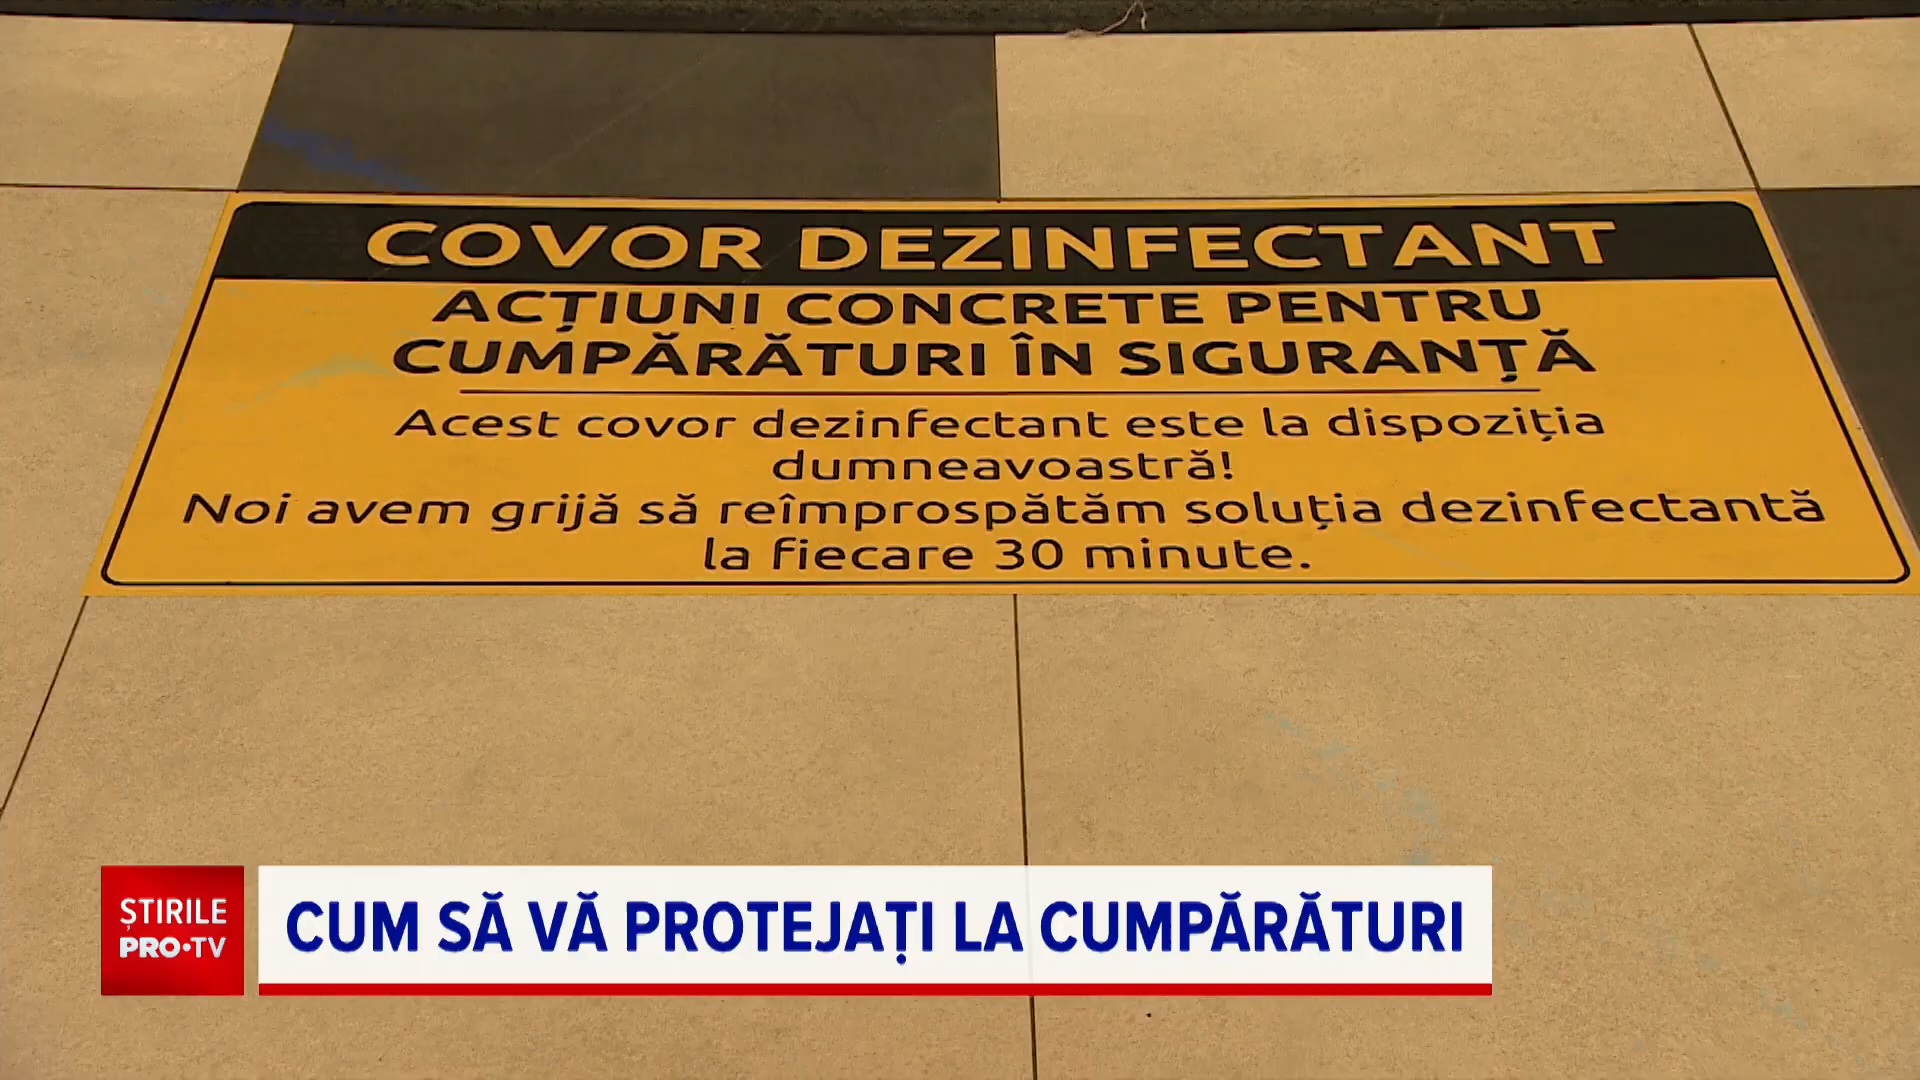 COVOR DEZINFECTANT
ACȚIUNI CONCRETE PENTRU
CUMPĂRĂTURI ÎN SIGURANȚĂ
Acest covor dezinfectant este la dispoziția
dumneavoastră!
Noi avem grijă să reîmprospătăm soluția dezinfectantă
la fiecare 30 minute.
ȘTIRILE
PRO•TV
CUM SĂ VĂ PROTEJAȚI LA CUMPĂRĂTURI